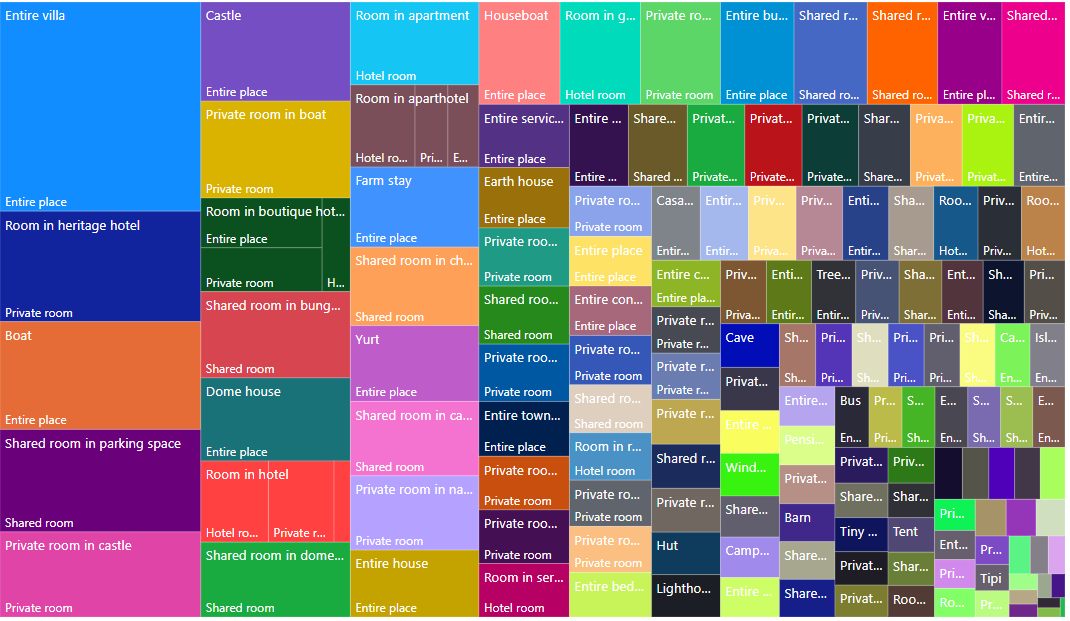 Entire villa
Entire place
Room in heritage hotel
Private room
Boat
Entire place
Shared room in parking space
Shared room
Private room in castle
Private room
Castle
Entire place
Private room in boat
Private room
Room in boutique hot...
Entire place
Private room
H...
Shared room in bung...
Shared room
Dome house
Entire place
Room in hotel
Hotel ro...
Private r...
Shared room in dome...
Shared room
Room in apartment
Hotel room
Room in aparthotel
Hotel ro...
Pri...
E...
Farm stay
Entire place
Shared room in ch...
Shared room
Yurt
Entire place
Shared room in ca...
Shared room
Private room in na...
Private room
Entire house
Entire place
Houseboat
Entire place
Room in g...
Hotel room
Private ro...
Private room
Entire bu...
Entire place
Shared r...
Shared ro...
Shared r...
Shared ro...
Entire v...
Entire pl...
Shared...
Shared r...
Entire servic...
Entire place
Earth house
Entire place
Private roo...
Private room
Shared roo...
Shared room
Private roo...
Private room
Entire town...
Entire place
Private roo...
Private room
Private roo...
Private room
Room in ser...
Hotel room
Entire ...
Entire ...
Share...
Shared ...
Privat...
Private...
Privat...
Private...
Privat...
Private...
Shar...
Share...
Priva...
Privat...
Priva...
Privat...
Entir...
Entire...
Private ro...
Private room
Entire place
Entire place
Entire con...
Entire place
Private ro...
Private room
Shared ro...
Shared room
Room in r...
Hotel room
Private ro...
Private room
Private ro...
Private room
Entire bed...
Casa...
Entir...
Entir...
Entir...
Priv...
Priva...
Priv...
Priva...
Enti...
Entir...
Sha...
Shar...
Roo...
Hot...
Priv...
Priv...
Roo...
Hot...
Entire c...
Entire pla...
Private r...
Private r...
Private r...
Private r...
Private r...
Shared r...
Private r...
Hut
Lightho...
Priv...
Priva...
Enti...
Entir...
Tree...
Entir...
Priv...
Priva...
Sha...
Shar...
Ent...
Enti...
Sh...
Sha...
Pri...
Priv...
Cave
Privat...
Entire ...
Wind...
Share...
Camp...
Entire ...
Sh...
Sh...
Pri...
Pri...
Sh...
Sh...
Pri...
Pri...
Pri...
Pri...
Sh...
Sh...
Ca...
En...
Isl...
En...
Entire...
Pensi...
Privat...
Barn
Share...
Share...
Bus
En...
Pr...
Pri...
S...
Sh...
E...
En...
S...
Sh...
S...
Sh...
E...
En...
Privat...
Share...
Tiny ...
Privat...
Privat...
Priv...
Shar...
Tent
Shar...
Roo...
Pri...
Ent...
Pri...
Ro...
Pr...
Tipi
Pr...